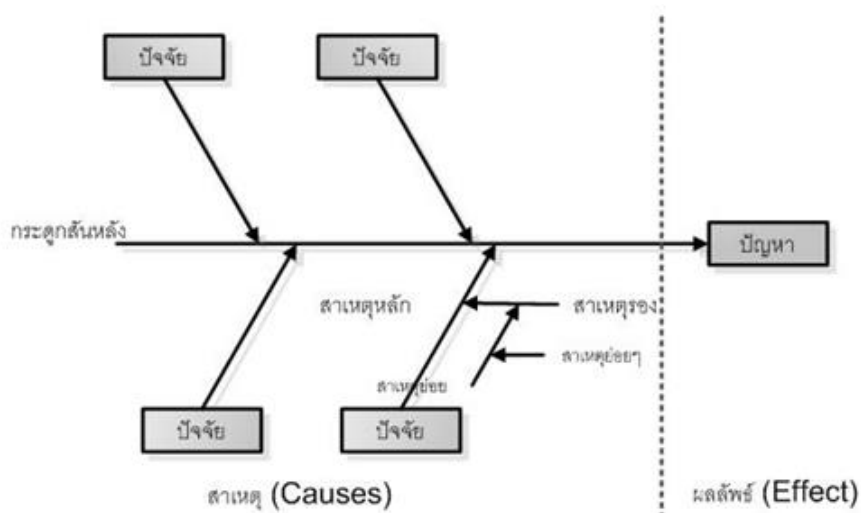 ปัจจัย
ปัจจัย
กระดูกสันหลัง
ปัญหา
สาเหตุหลัก
สาเหตุรอง
สาเหตุย่อยๆ
สาเหตุย่อย
ปัจจัย
ปัจจัย
สาเหตุ (Causes)
ผลลัพธ์ (Effect)